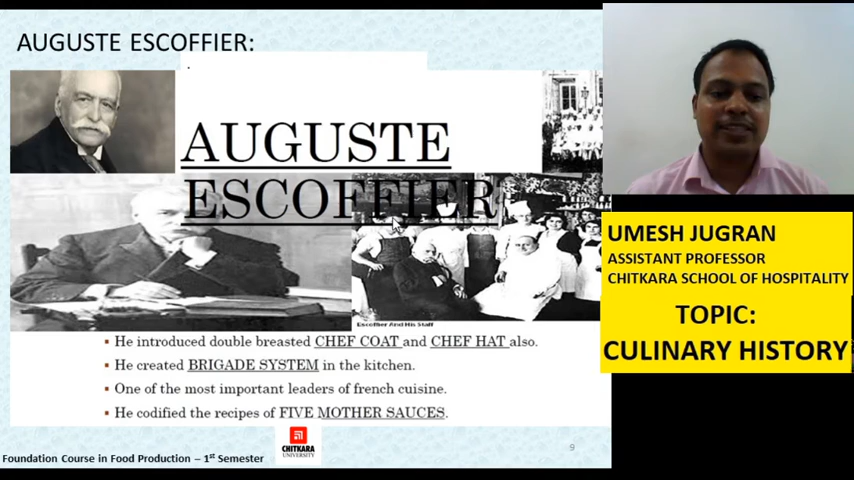 AUGUSTE ESCOFFIER:
.
AUGUSTE
ESCOFFIER
Escoffier And His Staff
▪ He introduced double breasted CHEF COAT and CHEF HAT also.
▪ He created BRIGADE SYSTEM in the kitchen.
▪ One of the most important leaders of french cuisine.
▪ He codified the recipes of FIVE MOTHER SAUCES.
CHITKARA
UNIVERSITY
9
Foundation Course in Food Production – 1st Semester
UMESH JUGRAN
ASSISTANT PROFESSOR
CHITKARA SCHOOL OF HOSPITALITY
TOPIC:
CULINARY HISTORY